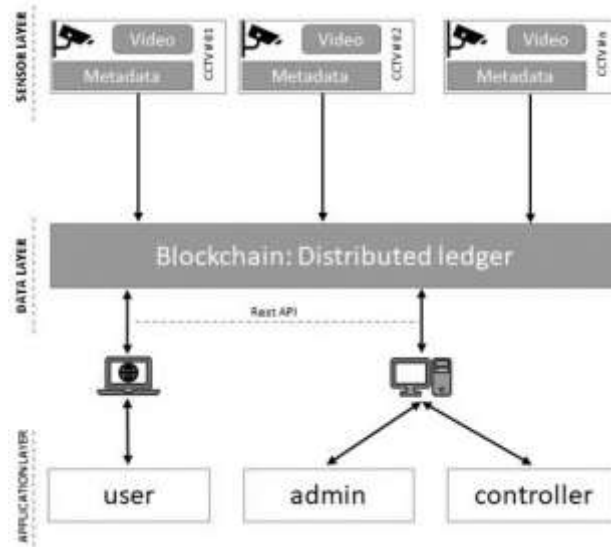 SENSOR LAYER
Video
Metadata
CCTV#01
Video
Metadata
CCTV#02
Video
Metadata
CCTV#n
DATA LAYER
Blockchain: Distributed ledger
Rest API
APPLICATION LAYER
user
admin
controller